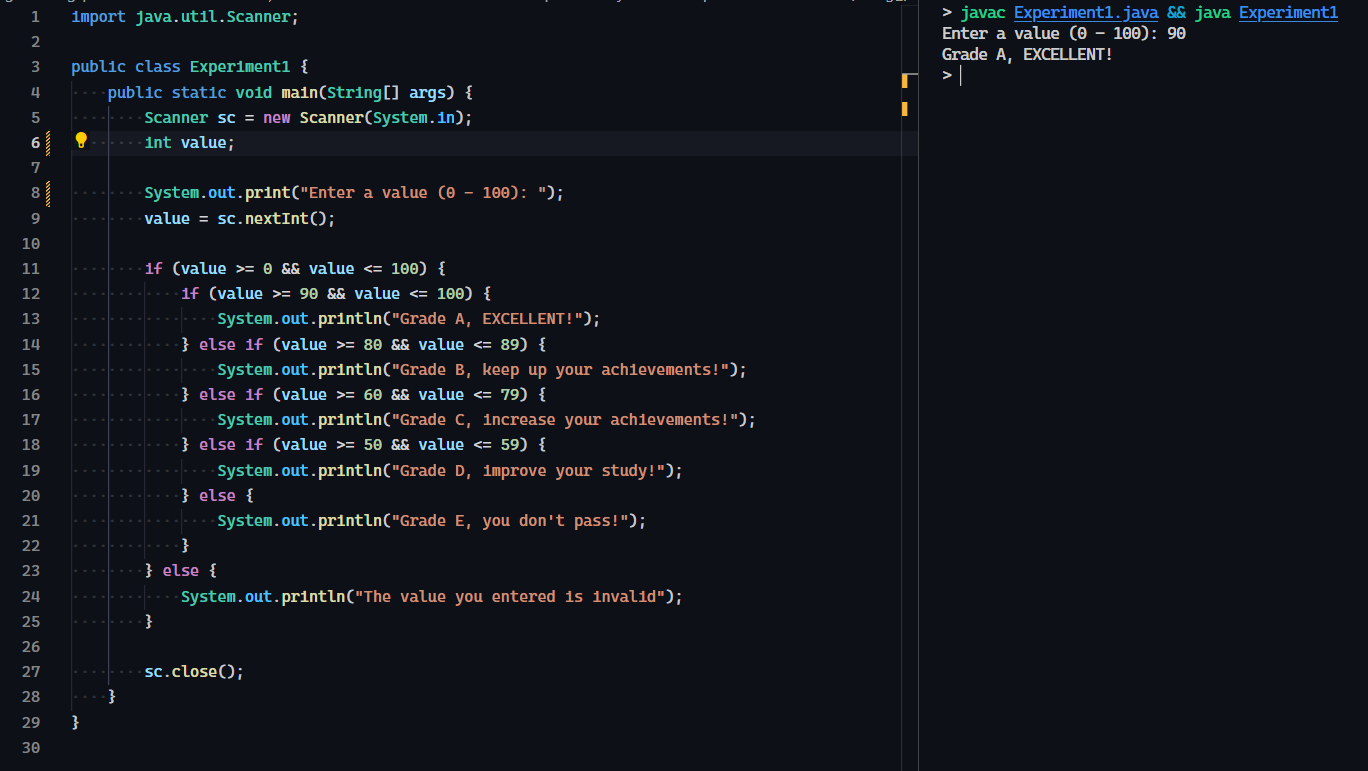 1 import java.util.Scanner;
2
3 public class Experiment1 {
4 public static void main(String[] args) {
5 Scanner sc = new Scanner(System.in);
6 int value;
7
8 System.out.print("Enter a value (0 - 100): ");
9 value = sc.nextInt();
10
11 if (value >= 0 && value <= 100) {
12 if (value >= 90 && value <= 100) {
13 System.out.println("Grade A, EXCELLENT!");
14 } else if (value >= 80 && value <= 89) {
15 System.out.println("Grade B, keep up your achievements!");
16 } else if (value >= 60 && value <= 79) {
17 System.out.println("Grade C, increase your achievements!");
18 } else if (value >= 50 && value <= 59) {
19 System.out.println("Grade D, improve your study!");
20 } else {
21 System.out.println("Grade E, you don't pass!");
22 }
23 } else {
24 System.out.println("The value you entered is invalid");
25 }
26
27 sc.close();
28 }
29 }
30
> javac Experiment1.java && java Experiment1
Enter a value (0 - 100): 90
Grade A, EXCELLENT!
>